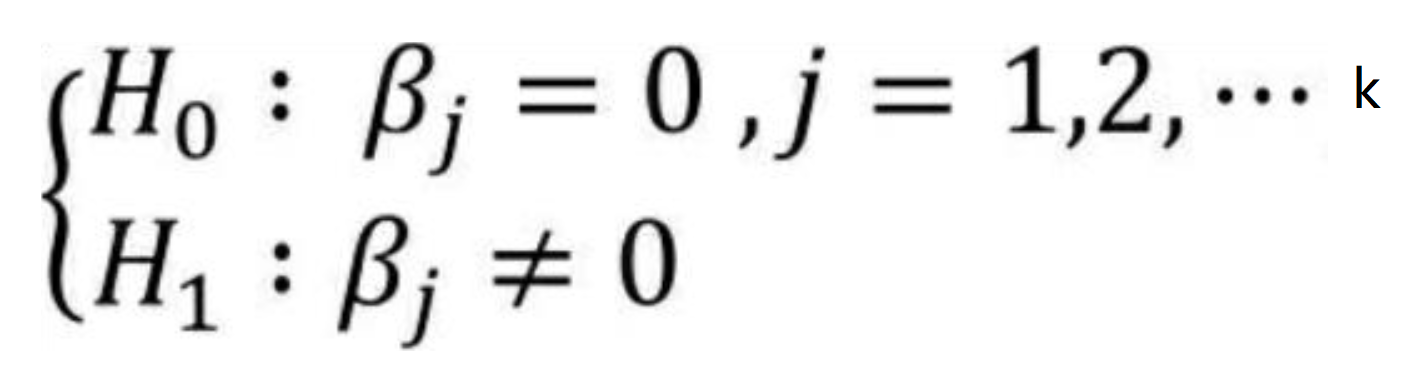 H₀ : βⱼ = 0 , j = 1,2, ⋯ k
H₁ : βⱼ ≠ 0